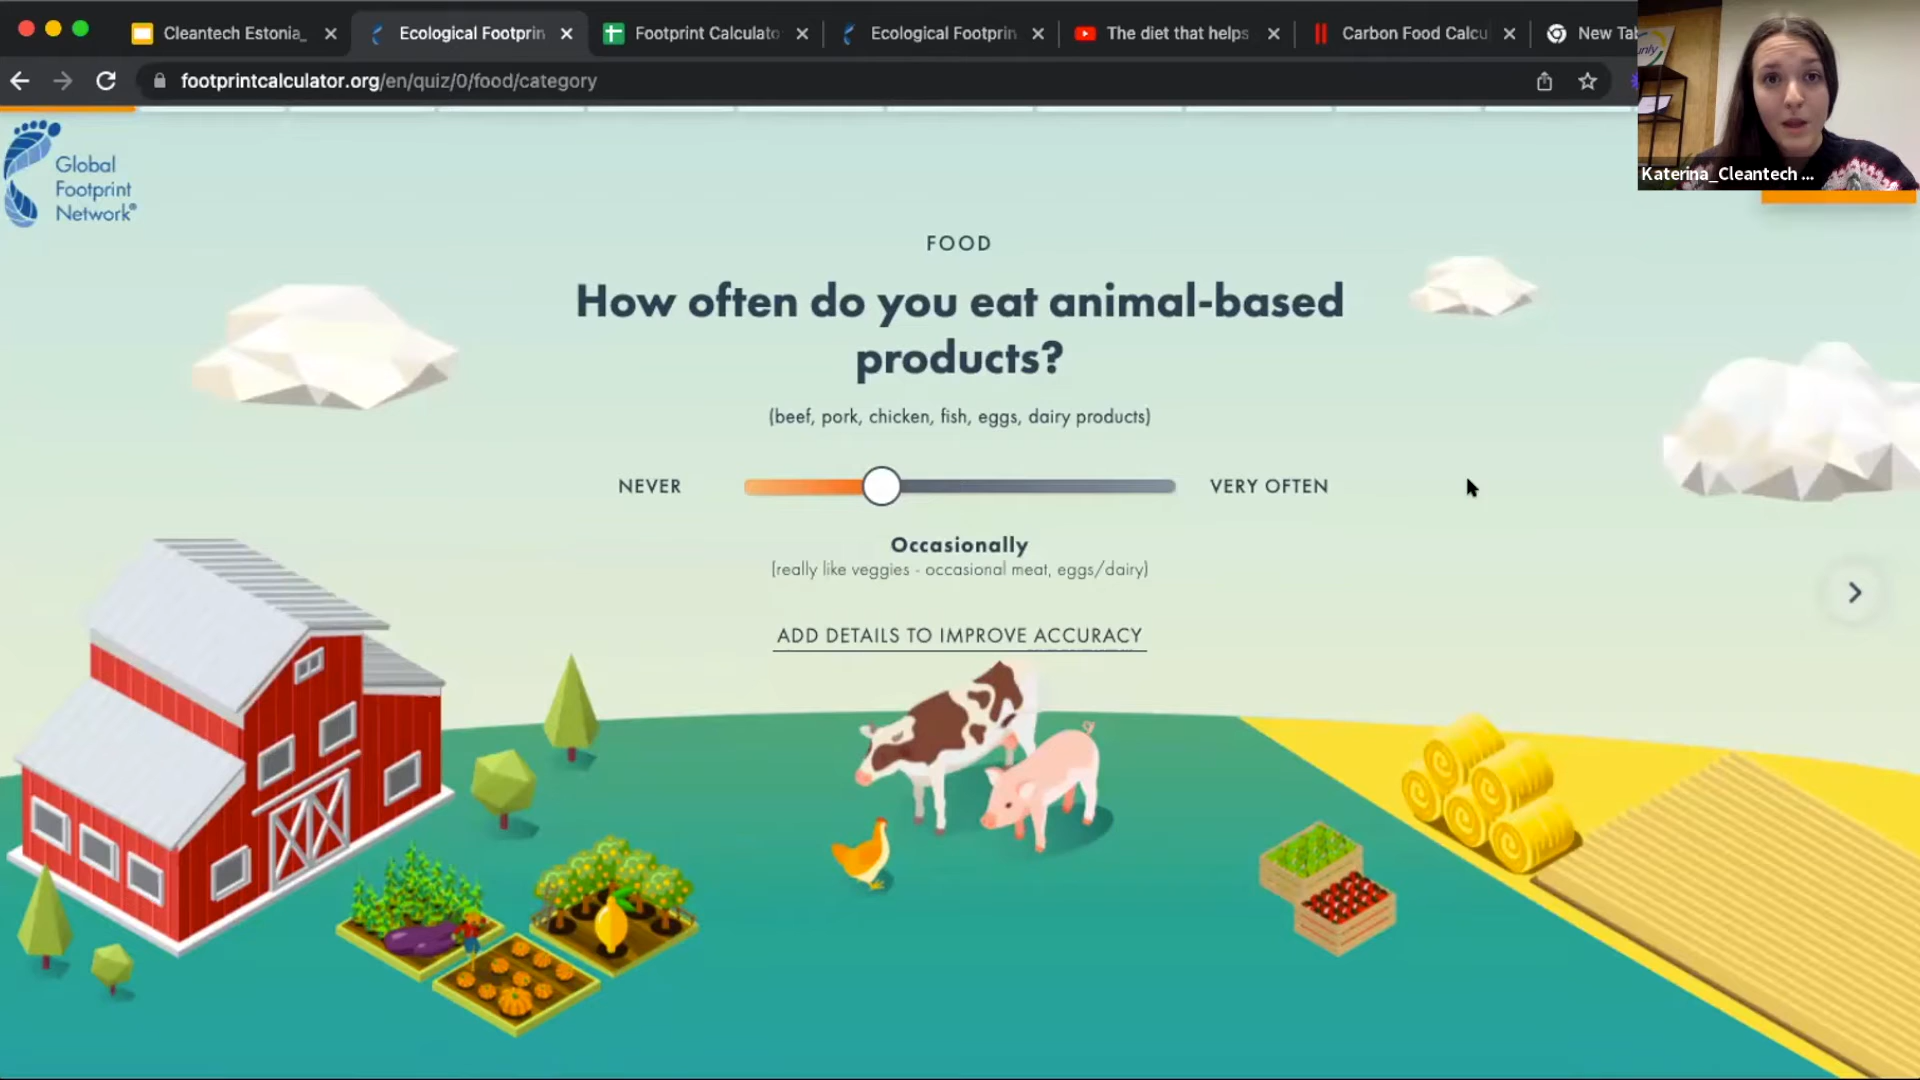 Cleantech Estonia_
Ecological Footprin
Footprint Calculato
Ecological Footprin
The diet that helps
Carbon Food Calcu
New Tab
footprintcalculator.org/en/quiz/0/food/category
Katerina_Cleantech ...
Global
Footprint
Network®
FOOD
How often do you eat animal-based
products?
(beef, pork, chicken, fish, eggs, dairy products)
NEVER
VERY OFTEN
Occasionally
(really like veggies - occasional meat, eggs/dairy)
ADD DETAILS TO IMPROVE ACCURACY